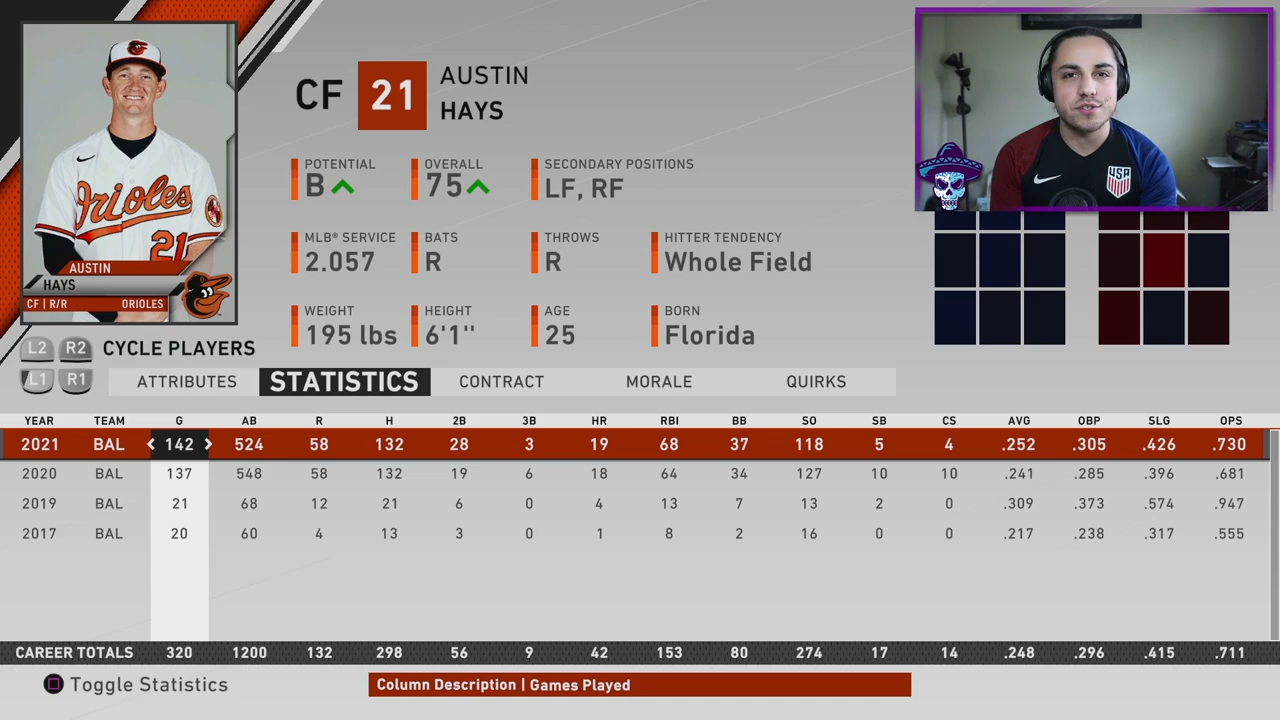 CF 21 AUSTIN HAYS
Orioles
21
AUSTIN
HAYS
CF | R/R ORIOLES
POTENTIAL OVERALL SECONDARY POSITIONS
B 75 LF, RF
MLB® SERVICE BATS THROWS HITTER TENDENCY
2.057 R R Whole Field
WEIGHT HEIGHT AGE BORN
195 lbs 6'1" 25 Florida
USA
L2 R2 CYCLE PLAYERS
L1 R1 ATTRIBUTES STATISTICS CONTRACT MORALE QUIRKS
YEAR TEAM G AB R H 2B 3B HR RBI BB SO SB CS AVG OBP SLG OPS
2021 BAL 142 524 58 132 28 3 19 68 37 118 5 4 .252 .305 .426 .730
2020 BAL 137 548 58 132 19 6 18 64 34 127 10 10 .241 .285 .396 .681
2019 BAL 21 68 12 21 6 0 4 13 7 13 2 0 .309 .373 .574 .947
2017 BAL 20 60 4 13 3 0 1 8 2 16 0 0 .217 .238 .317 .555
CAREER TOTALS 320 1200 132 298 56 9 42 153 80 274 17 14 .248 .296 .415 .711
Toggle Statistics
Column Description | Games Played